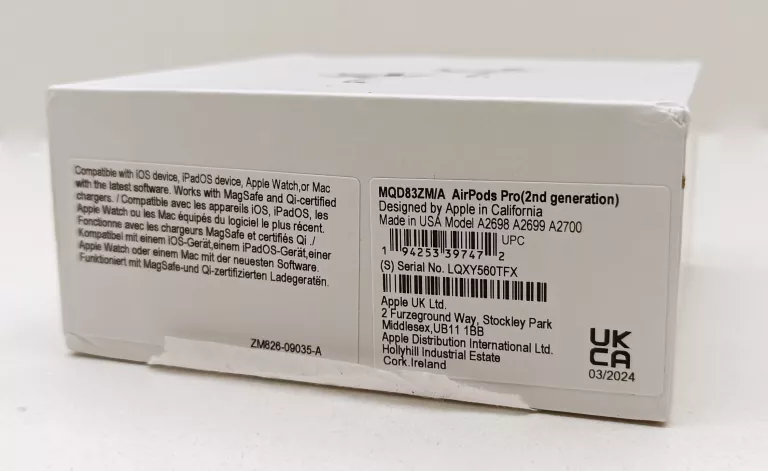 Compatible with iOS device, iPadOS device, Apple Watch,or Mac
with the latest software. Works with MagSafe and Qi-certified
chargers. / Compatible avec les appareils iOS, iPadOS, les
Apple Watch ou les Mac équipés du logiciel le plus récent.
Fonctionne avec les chargeurs MagSafe et certifiés Qi ./
Kompatibel mit einem IOS-Gerät,einem iPadOS-Gerät,einer
Apple Watch oder einem Mac mit der neuesten Software.
Funktioniert mit MagSafe-und Qi-zertifizierten Ladegeratën.
ZM826-09035-A
MQD83ZM/A AirPods Pro(2nd generation)
Designed by Apple in California
Made in USA Model A2698 A2699 A2700
UPC
1 94253 39747 2
(S) Serial No. LQXY560TFX
Apple UK Ltd.
2 Furzeground Way, Stockley Park
Middlesex,UB11 1BB
Apple Distribution International Ltd.
Hollyhill Industrial Estate
Cork.Ireland
UK
CA
03/2024